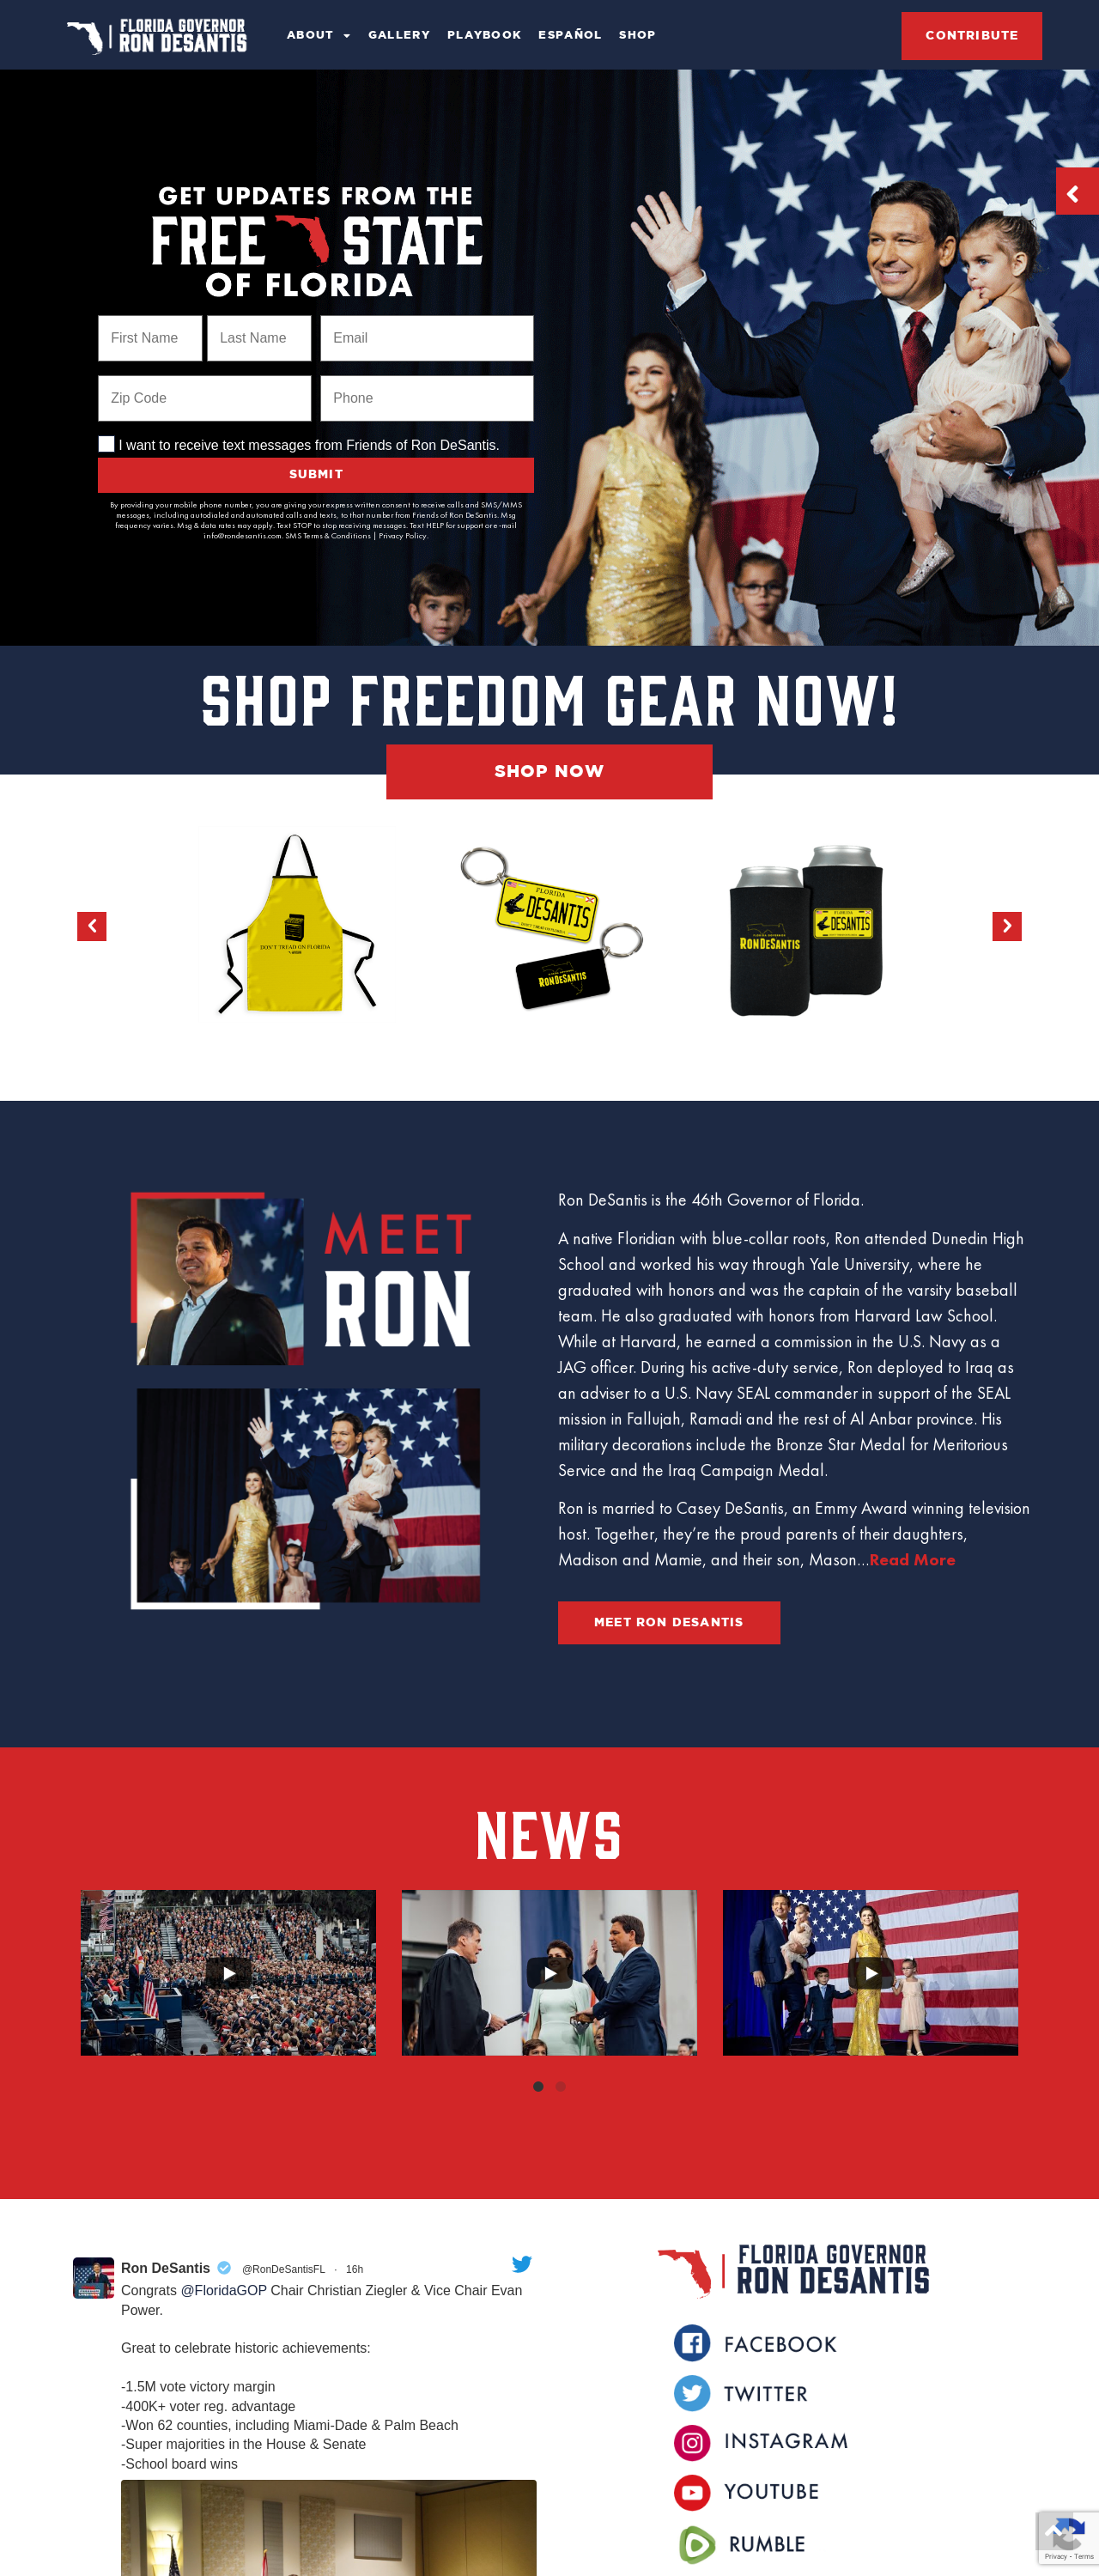 FLORIDA GOVERNOR
RON DESANTIS
ABOUT
GALLERY
PLAYBOOK
ESPAÑOL
SHOP
CONTRIBUTE
GET UPDATES FROM THE
FREE STATE
OF FLORIDA
First Name
Last Name
Email
Zip Code
Phone
I want to receive text messages from Friends of Ron DeSantis.
SUBMIT
By providing your mobile phone number, you are giving your express written consent to receive calls and SMS/MMS
messages, including autodialed and automated calls and texts, to that number from Friends of Ron DeSantis. Msg
frequency varies. Msg & data rates may apply. Text STOP to stop receiving messages. Text HELP for support or e-mail
info@rondesantis.com. SMS Terms & Conditions | Privacy Policy.
SHOP FREEDOM GEAR NOW!
SHOP NOW
DON'T TREAD ON FLORIDA
FLORIDA
DESANTIS
RONDESANTIS
RONDESANTIS
FLORIDA
DESANTIS
MEET
RON
Ron DeSantis is the 46th Governor of Florida.
A native Floridian with blue-collar roots, Ron attended Dunedin High
School and worked his way through Yale University, where he
graduated with honors and was the captain of the varsity baseball
team. He also graduated with honors from Harvard Law School.
While at Harvard, he earned a commission in the U.S. Navy as a
JAG officer. During his active-duty service, Ron deployed to Iraq as
an adviser to a U.S. Navy SEAL commander in support of the SEAL
mission in Fallujah, Ramadi and the rest of Al Anbar province. His
military decorations include the Bronze Star Medal for Meritorious
Service and the Iraq Campaign Medal.
Ron is married to Casey DeSantis, an Emmy Award winning television
host. Together, they're the proud parents of their daughters,
Madison and Mamie, and their son, Mason...Read More
MEET RON DESANTIS
NEWS
Ron DeSantis @RonDeSantisFL · 16h
Congrats @FloridaGOP Chair Christian Ziegler & Vice Chair Evan
Power.
Great to celebrate historic achievements:
-1.5M vote victory margin
-400K+ voter reg. advantage
-Won 62 counties, including Miami-Dade & Palm Beach
-Super majorities in the House & Senate
-School board wins
FLORIDA GOVERNOR
RON DESANTIS
FACEBOOK
TWITTER
INSTAGRAM
YOUTUBE
RUMBLE
Privacy - Terms